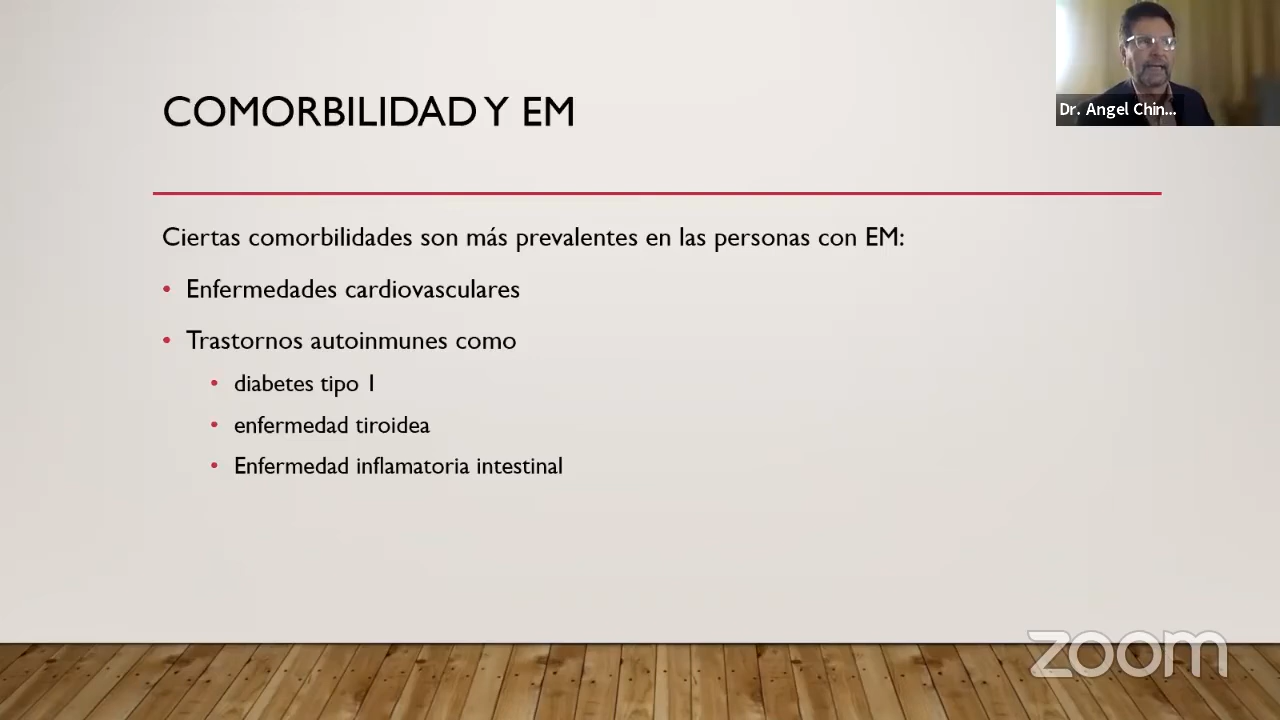 COMORBILIDAD Y EM
Dr. Angel Chin...
Ciertas comorbilidades son más prevalentes en las personas con EM:
• Enfermedades cardiovasculares
• Trastornos autoinmunes como
• diabetes tipo 1
• enfermedad tiroidea
• Enfermedad inflamatoria intestinal
zoom